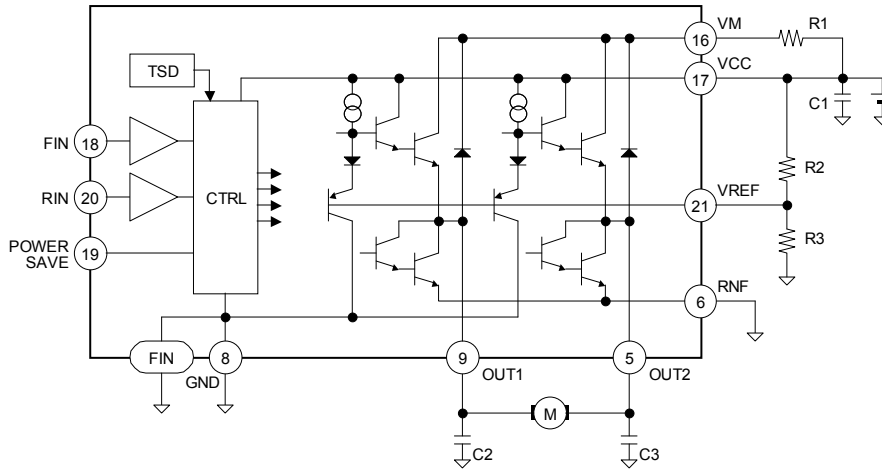 VM
16
R1
VCC
17
C1
TSD
FIN
18
RIN
20
CTRL
R2
VREF
21
POWER
SAVE
19
R3
RNF
6
FIN
8
GND
9
OUT1
5
OUT2
M
C2
C3